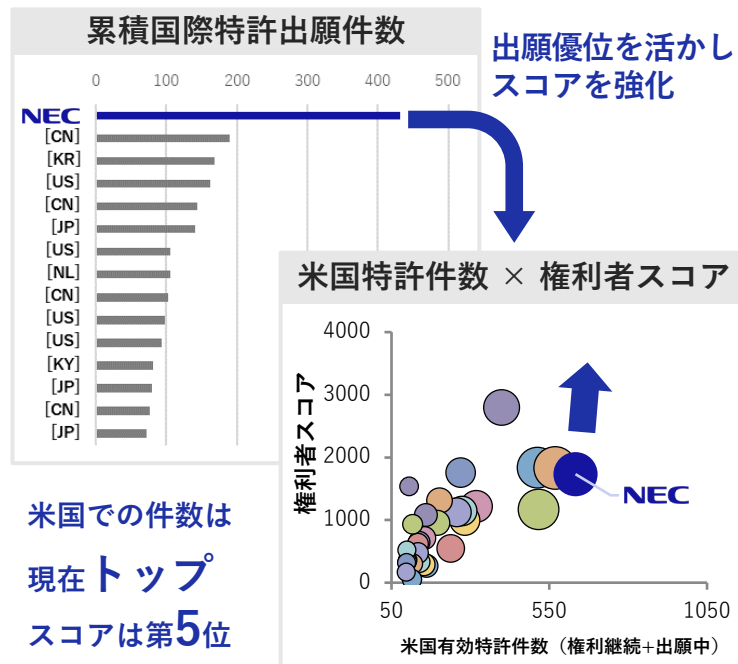 累積国際特許出願件数
0 100 200 300 400 500
NEC
[CN]
[KR]
[US]
[CN]
[JP]
[US]
[NL]
[CN]
[US]
[US]
[KY]
[JP]
[CN]
[JP]
出願優位を活かし
スコアを強化
米国特許件数 × 権利者スコア
権利者スコア
4000
3000
2000
1000
0
NEC
50 550 1050
米国有効特許件数（権利継続+出願中）
米国での件数は
現在トップ
スコアは第5位